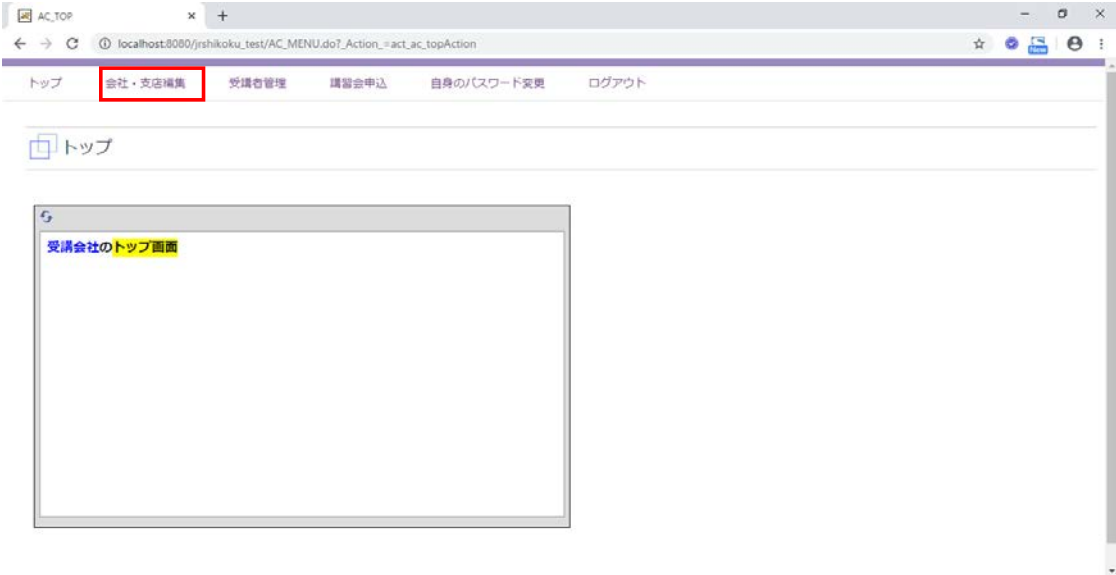 AC_TOP
localhost:8080/jrshikoku_test/AC_MENU.do?_Action_=act_ac_topAction
New
トップ 会社・支店編集 受講者管理 講習会申込 自身のパスワード変更 ログアウト
トップ
受講会社のトップ画面